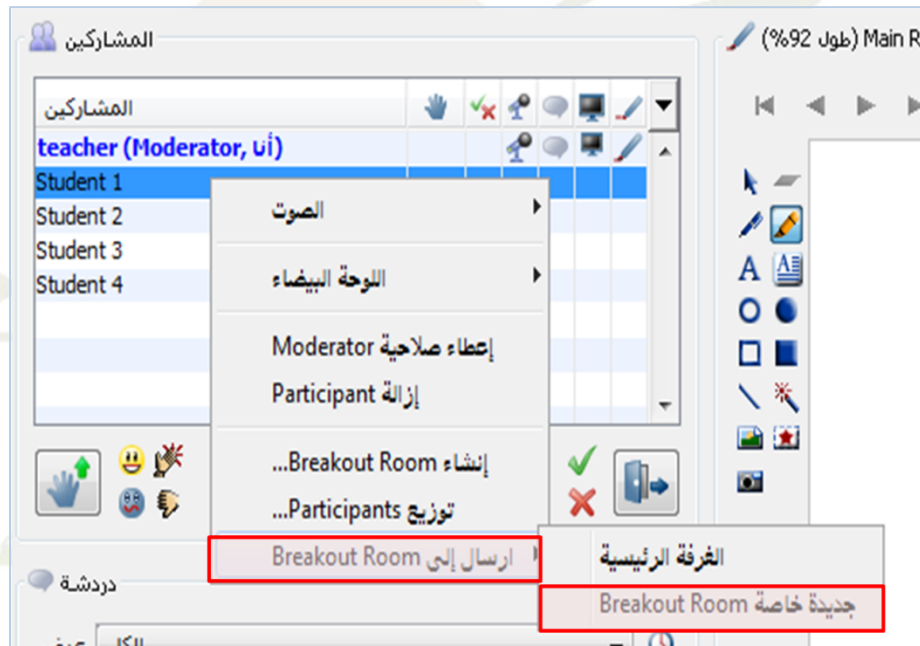 المشاركين
Main R (طول 92%)
المشاركين
teacher (Moderator, أنا)
Student 1
Student 2
Student 3
Student 4
الصوت
اللوحة البيضاء
إعطاء صلاحية Moderator
إزالة Participant
إنشاء Breakout Room...
توزيع Participants...
ارسال إلى Breakout Room
الغرفة الرئيسية
Breakout Room جديدة خاصة
دردشة